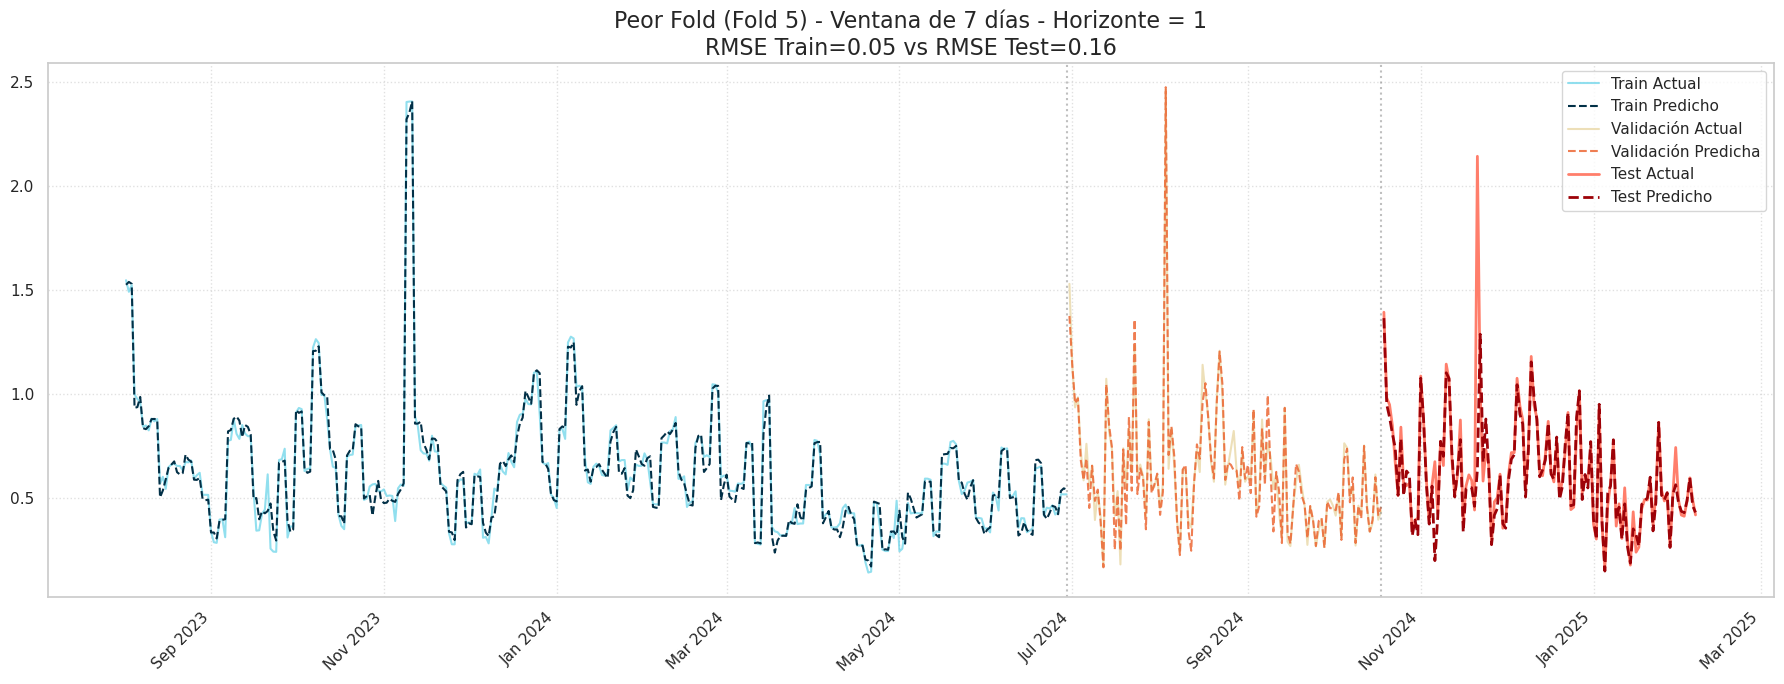 Peor Fold (Fold 5) - Ventana de 7 días - Horizonte = 1
RMSE Train=0.05 vs RMSE Test=0.16
2.5
2.0
1.5
1.0
0.5
Train Actual
Train Predicho
Validación Actual
Validación Predicha
Test Actual
Test Predicho
Sep 2023
Nov 2023
Jan 2024
Mar 2024
May 2024
Jul 2024
Sep 2024
Nov 2024
Jan 2025
Mar 2025